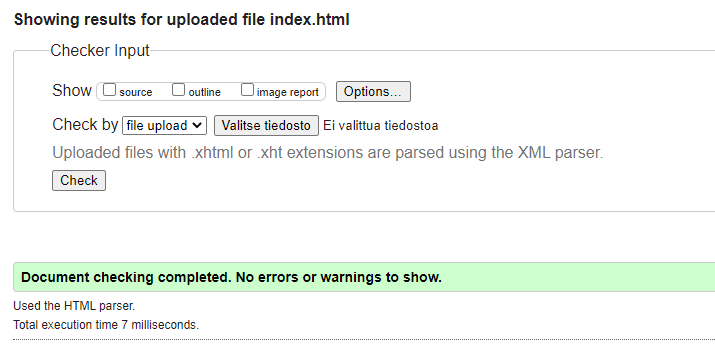 Showing results for uploaded file index.html
Checker Input
Show source outline image report Options...
Check by file upload Valitse tiedosto Ei valittua tiedostoa
Uploaded files with .xhtml or .xht extensions are parsed using the XML parser.
Check
Document checking completed. No errors or warnings to show.
Used the HTML parser.
Total execution time 7 milliseconds.